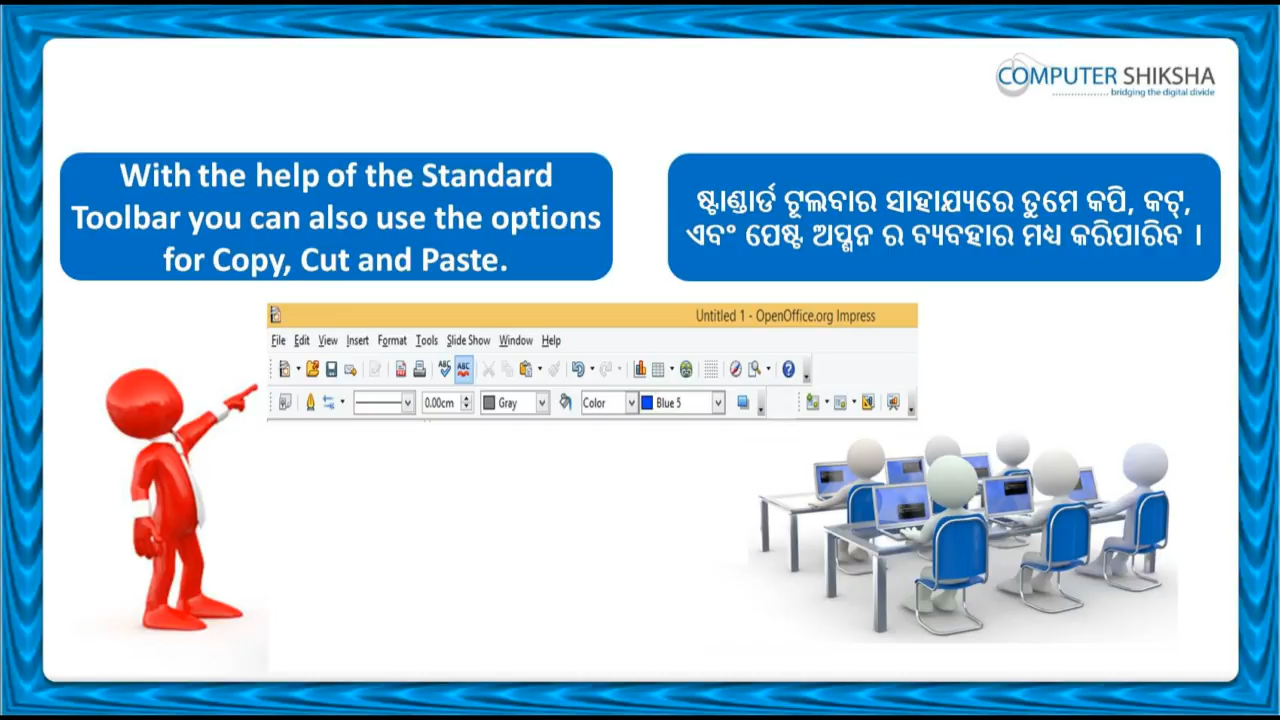 COMPUTER SHIKSHA
bridging the digital divide
With the help of the Standard
Toolbar you can also use the options
for Copy, Cut and Paste.
ଷ୍ଟାଣ୍ଡାର୍ଡ ଟୂଲବାର ସାହାଯ୍ୟରେ ତୁମେ କପି, କଟ୍,
ଏବଂ ପେଷ୍ଟ ଅପ୍ସନ ର ବ୍ୟବହାର ମଧ୍ୟ କରିପାରିବ ।
Untitled 1 - OpenOffice.org Impress
File Edit View Insert Format Tools Slide Show Window Help
ABC ABC
0.00cm Gray Color Blue 5